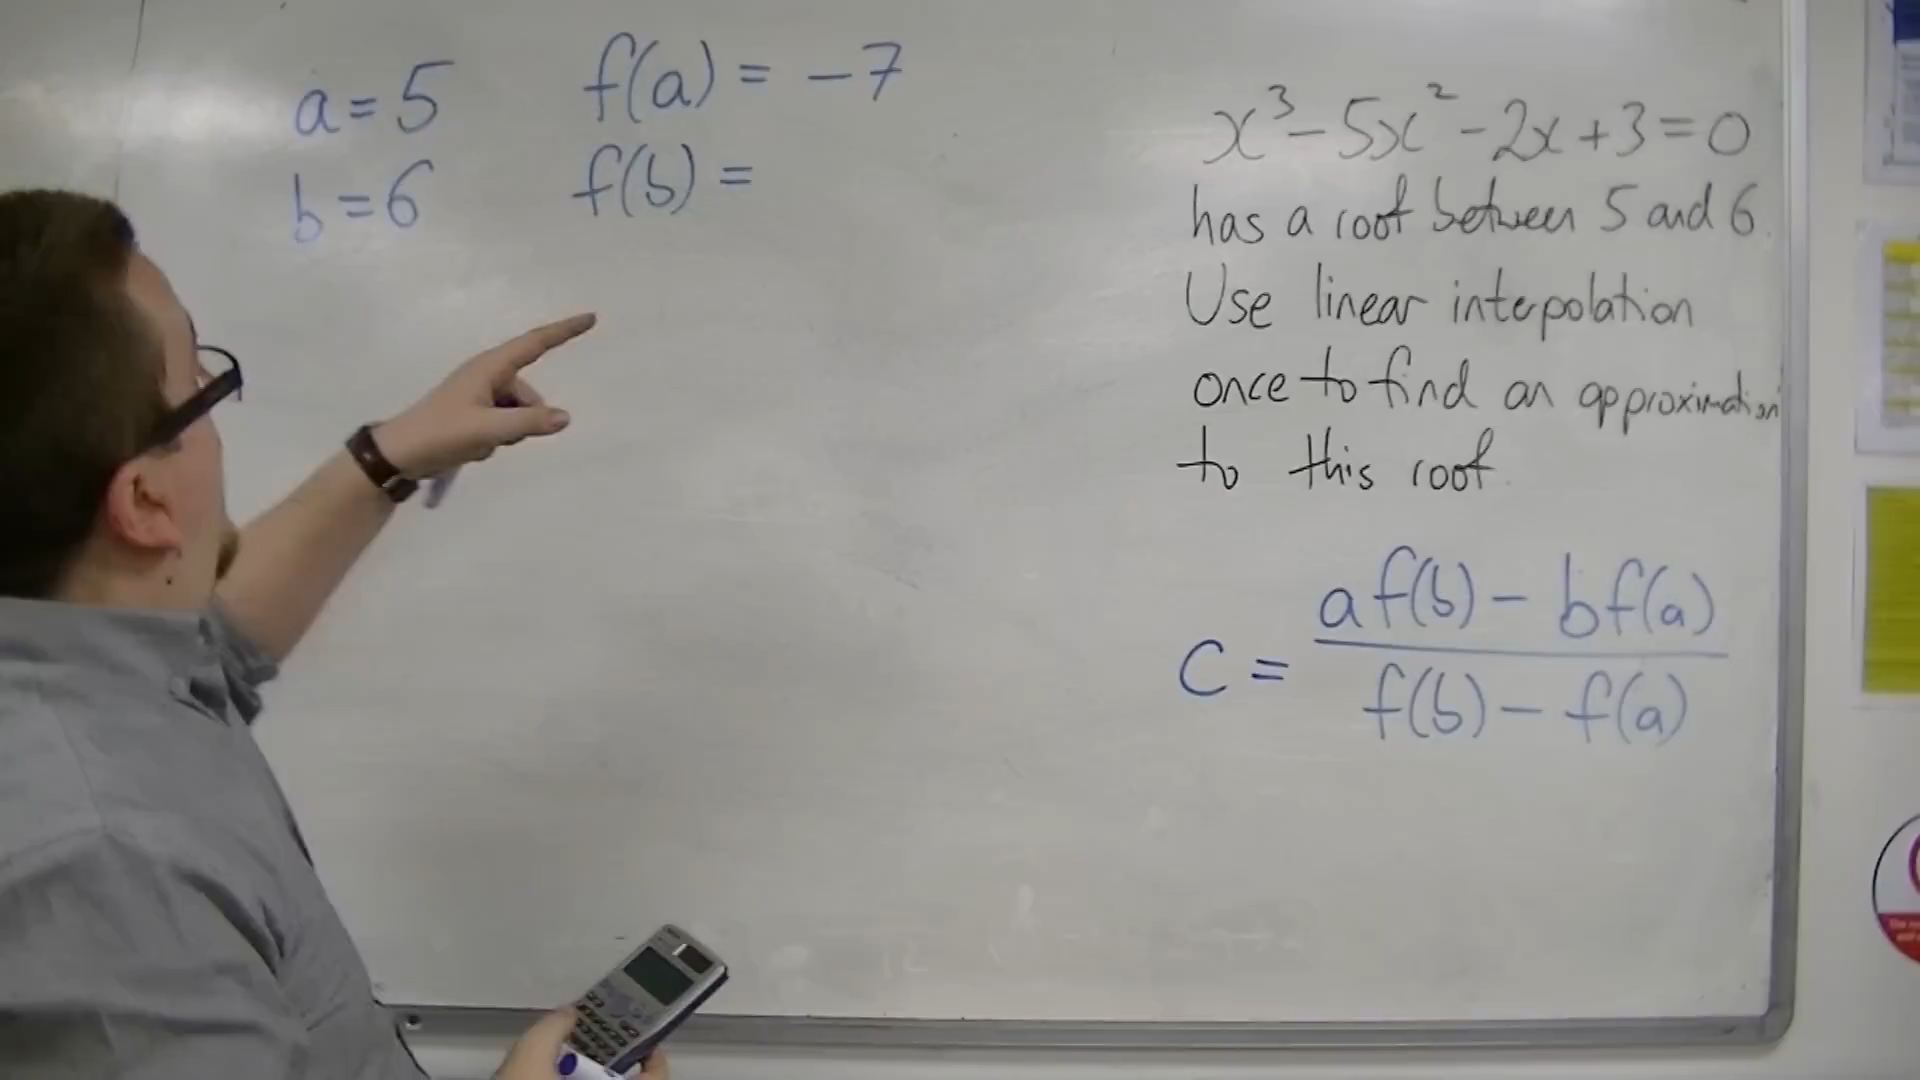 a = 5 f(a) = -7
b = 6 f(b) =
x³ - 5x² - 2x + 3 = 0
has a root between 5 and 6.
Use linear interpolation
once to find an approximation
to this root.
af(b) - bf(a)
C =
f(b) - f(a)